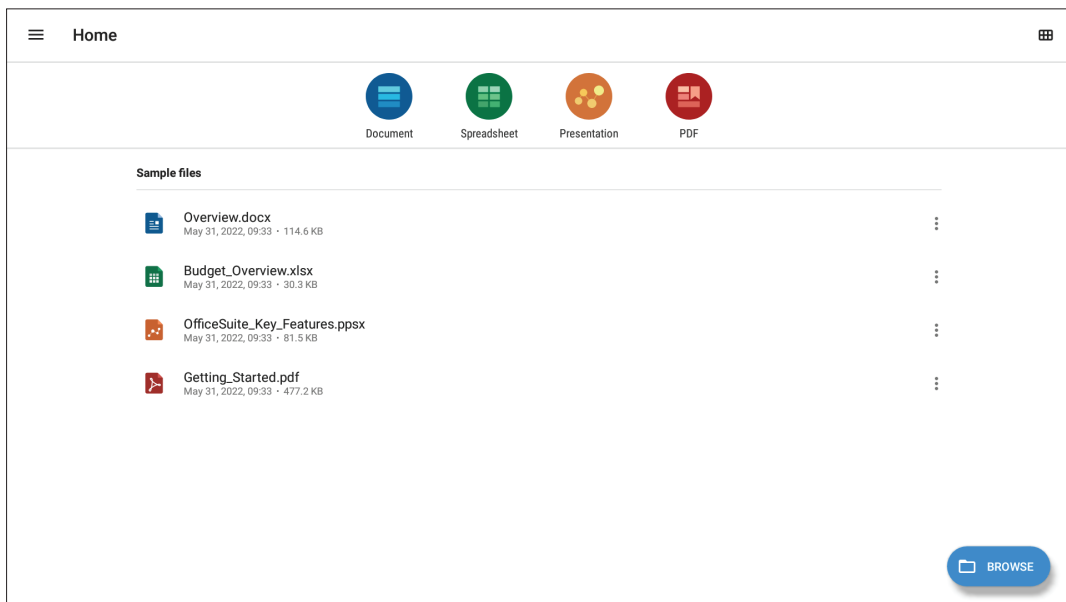 Home
Document
Spreadsheet
Presentation
PDF
Sample files
Overview.docx
May 31, 2022, 09:33 · 114.6 KB
Budget_Overview.xlsx
May 31, 2022, 09:33 · 30.3 KB
OfficeSuite_Key_Features.ppsx
May 31, 2022, 09:33 · 81.5 KB
Getting_Started.pdf
May 31, 2022, 09:33 · 477.2 KB
BROWSE